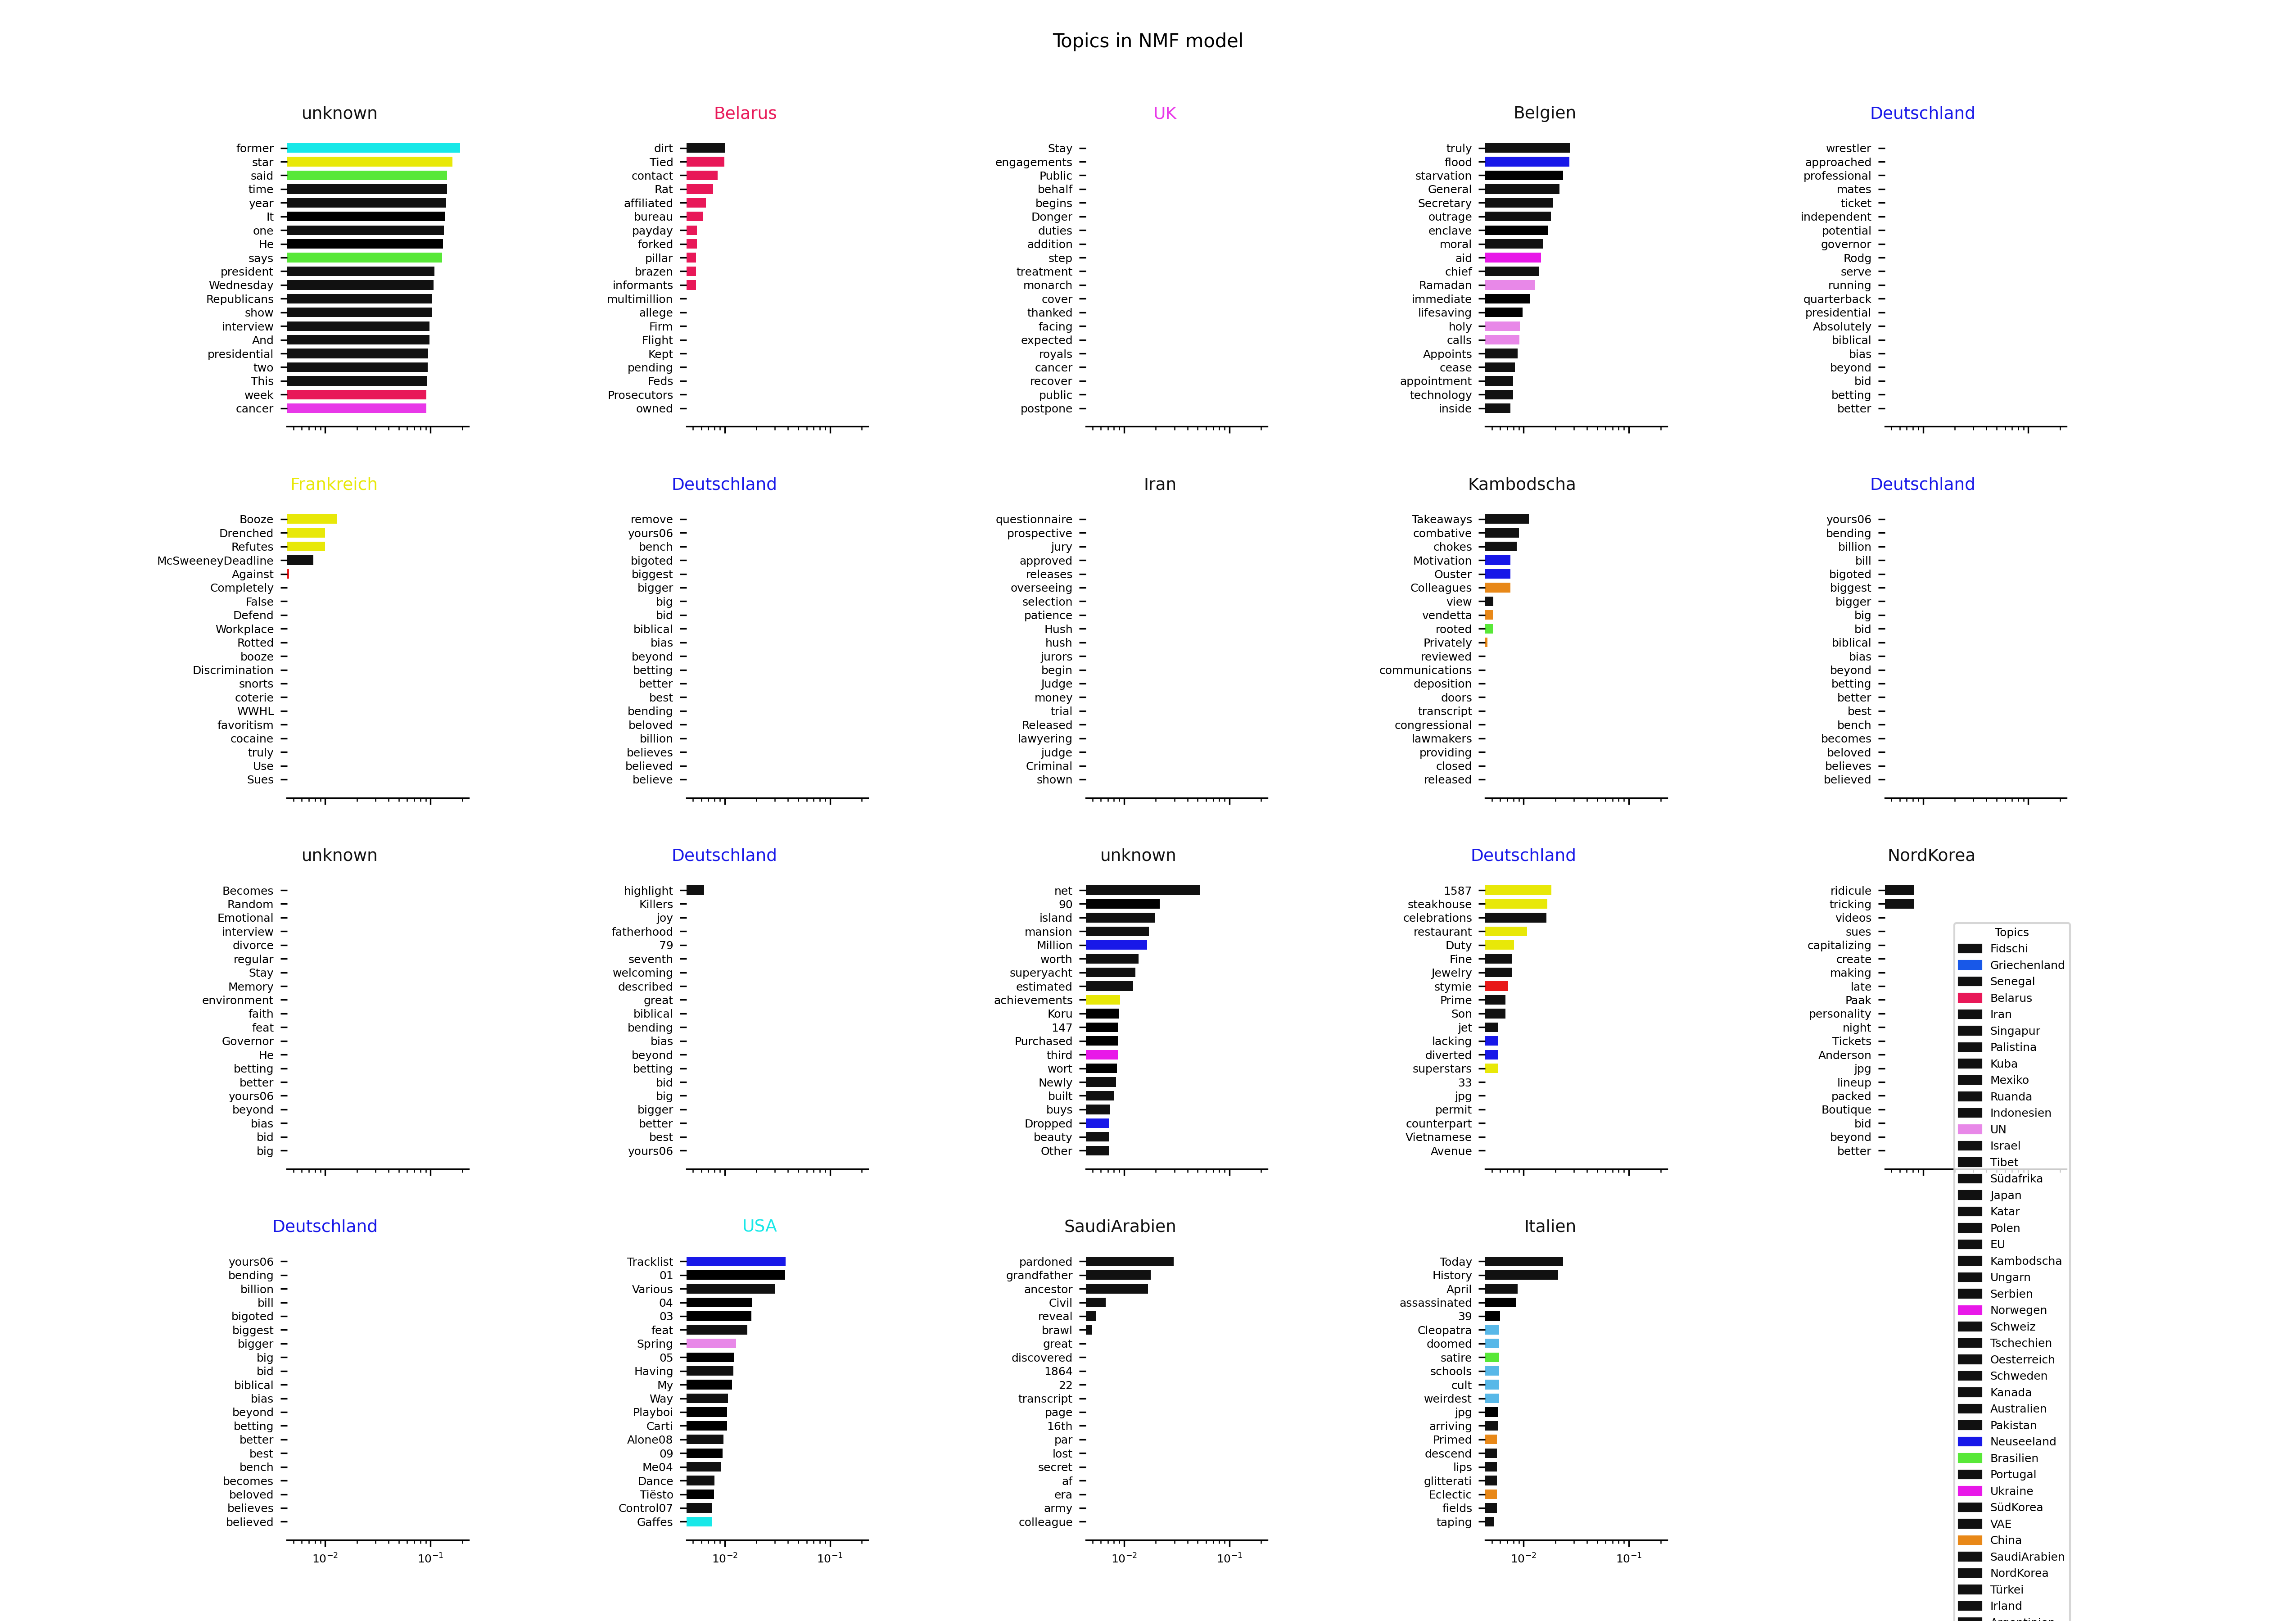 Topics in NMF model
unknown
former
star
said
time
year
It
one
He
says
president
Wednesday
Republicans
show
interview
And
presidential
two
This
week
cancer
Belarus
dirt
Tied
contact
Rat
affiliated
bureau
payday
forked
pillar
brazen
informants
multimillion
allege
Firm
Flight
Kept
pending
Feds
Prosecutors
owned
UK
Stay
engagements
Public
behalf
begins
Donger
duties
addition
step
treatment
monarch
cover
thanked
facing
expected
royals
cancer
recover
public
postpone
Belgien
truly
flood
starvation
General
Secretary
outrage
enclave
moral
aid
chief
Ramadan
immediate
lifesaving
holy
calls
Appoints
cease
appointment
technology
inside
Deutschland
wrestler
approached
professional
mates
ticket
independent
potential
governor
Rodg
serve
running
quarterback
presidential
Absolutely
biblical
bias
beyond
bid
betting
better
Frankreich
Booze
Drenched
Refutes
McSweeneyDeadline
Against
Completely
False
Defend
Workplace
Rotted
booze
Discrimination
snorts
coterie
WWHL
favoritism
cocaine
truly
Use
Sues
Deutschland
remove
yours06
bench
bigoted
biggest
bigger
big
bid
biblical
bias
beyond
betting
better
best
bending
beloved
billion
believes
believed
believe
Iran
questionnaire
prospective
jury
approved
releases
overseeing
selection
patience
Hush
hush
jurors
begin
Judge
money
trial
Released
lawyering
judge
Criminal
shown
Kambodscha
Takeaways
combative
chokes
Motivation
Ouster
Colleagues
view
vendetta
rooted
Privately
reviewed
communications
deposition
doors
transcript
congressional
lawmakers
providing
closed
released
Deutschland
yours06
bending
billion
bill
bigoted
biggest
bigger
big
bid
biblical
bias
beyond
betting
better
best
bench
becomes
beloved
believes
believed
unknown
Becomes
Random
Emotional
interview
divorce
regular
Stay
Memory
environment
faith
feat
Governor
He
betting
better
yours06
beyond
bias
bid
big
Deutschland
highlight
Killers
joy
fatherhood
79
seventh
welcoming
described
great
biblical
bending
bias
beyond
betting
bid
big
bigger
better
best
yours06
unknown
net
90
island
mansion
Million
worth
superyacht
estimated
achievements
Koru
147
Purchased
third
wort
Newly
built
buys
Dropped
beauty
Other
Deutschland
1587
steakhouse
celebrations
restaurant
Duty
Fine
Jewelry
stymie
Prime
Son
jet
lacking
diverted
superstars
33
jpg
permit
counterpart
Vietnamese
Avenue
NordKorea
ridicule
tricking
videos
sues
capitalizing
create
making
late
Paak
personality
night
Tickets
Anderson
jpg
lineup
packed
Boutique
bid
beyond
better
Deutschland
yours06
bending
billion
bill
bigoted
biggest
bigger
big
bid
biblical
bias
beyond
betting
better
best
bench
becomes
beloved
believes
believed
10⁻² 10⁻¹
USA
Tracklist
01
Various
04
03
feat
Spring
05
Having
My
Way
Playboi
Carti
Alone08
09
Me04
Dance
Tiësto
Control07
Gaffes
10⁻² 10⁻¹
SaudiArabien
pardoned
grandfather
ancestor
Civil
reveal
brawl
great
discovered
1864
22
transcript
page
16th
par
lost
secret
af
era
army
colleague
10⁻² 10⁻¹
Italien
Today
History
April
assassinated
39
Cleopatra
doomed
satire
schools
cult
weirdest
jpg
arriving
Primed
descend
lips
glitterati
Eclectic
fields
taping
10⁻² 10⁻¹
Topics
Fidschi
Griechenland
Senegal
Belarus
Iran
Singapur
Palistina
Kuba
Mexiko
Ruanda
Indonesien
UN
Israel
Tibet
Südafrika
Japan
Katar
Polen
EU
Kambodscha
Ungarn
Serbien
Norwegen
Schweiz
Tschechien
Oesterreich
Schweden
Kanada
Australien
Pakistan
Neuseeland
Brasilien
Portugal
Ukraine
SüdKorea
VAE
China
SaudiArabien
NordKorea
Türkei
Irland